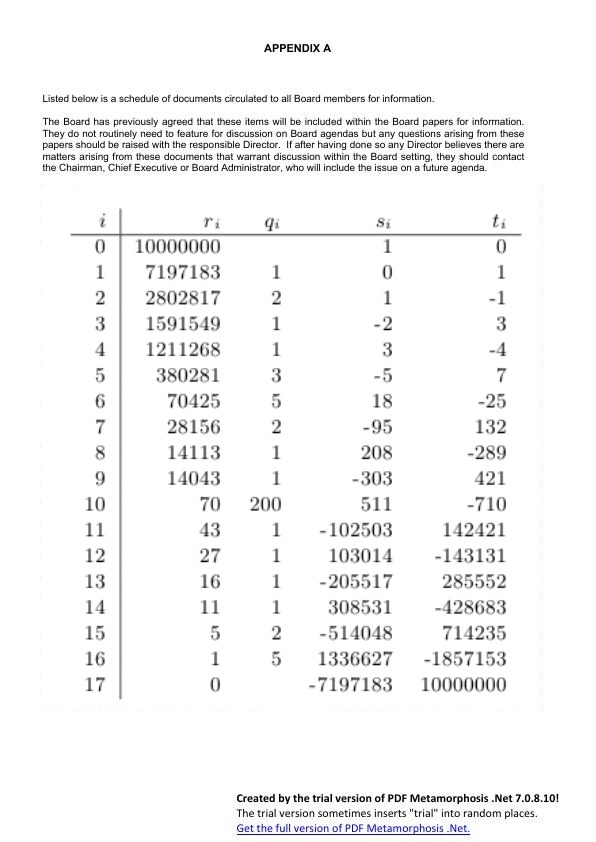 APPENDIX A
Listed below is a schedule of documents circulated to all Board members for information.
The Board has previously agreed that these items will be included within the Board papers for information.
They do not routinely need to feature for discussion on Board agendas but any questions arising from these
papers should be raised with the responsible Director. If after having done so any Director believes there are
matters arising from these documents that warrant discussion within the Board setting, they should contact
the Chairman, Chief Executive or Board Administrator, who will include the issue on a future agenda.
i r_i q_i s_i t_i
0 10000000 1 0
1 7197183 1 0 1
2 2802817 2 1 -1
3 1591549 1 -2 3
4 1211268 1 3 -4
5 380281 3 -5 7
6 70425 5 18 -25
7 28156 2 -95 132
8 14113 1 208 -289
9 14043 1 -303 421
10 70 200 511 -710
11 43 1 -102503 142421
12 27 1 103014 -143131
13 16 1 -205517 285552
14 11 1 308531 -428683
15 5 2 -514048 714235
16 1 5 1336627 -1857153
17 0 -7197183 10000000
Created by the trial version of PDF Metamorphosis .Net 7.0.8.10!
The trial version sometimes inserts "trial" into random places.
Get the full version of PDF Metamorphosis .Net.